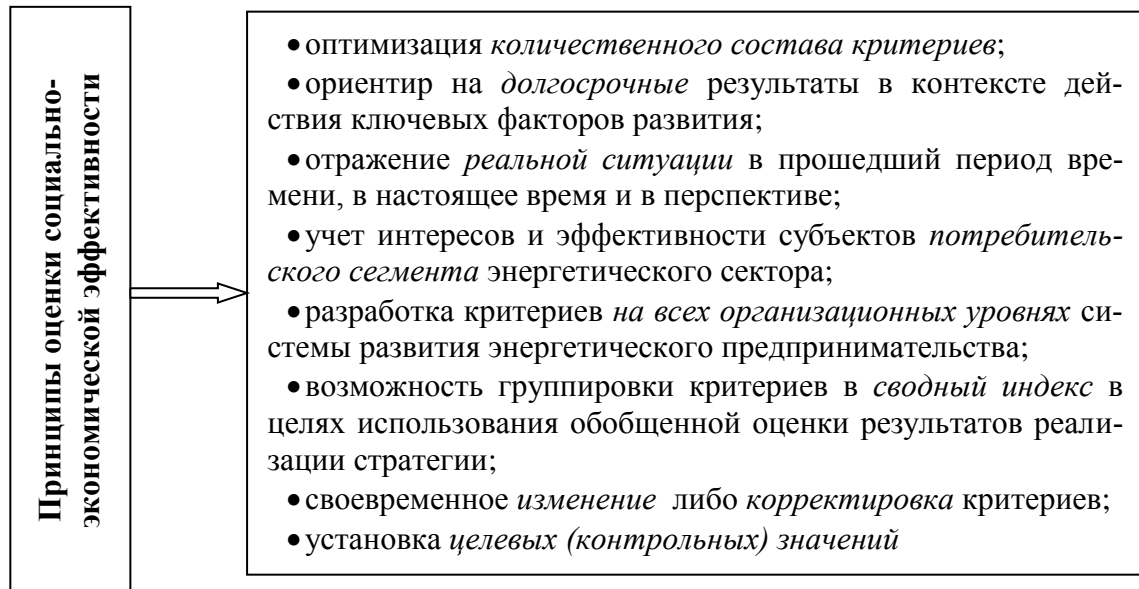 Принципы оценки социально-
экономической эффективности
•оптимизация количественного состава критериев;
•ориентир на долгосрочные результаты в контексте дей-
ствия ключевых факторов развития;
•отражение реальной ситуации в прошедший период вре-
мени, в настоящее время и в перспективе;
•учет интересов и эффективности субъектов потребитель-
ского сегмента энергетического сектора;
•разработка критериев на всех организационных уровнях си-
стемы развития энергетического предпринимательства;
•возможность группировки критериев в сводный индекс в
целях использования обобщенной оценки результатов реали-
зации стратегии;
•своевременное изменение либо корректировка критериев;
•установка целевых (контрольных) значений